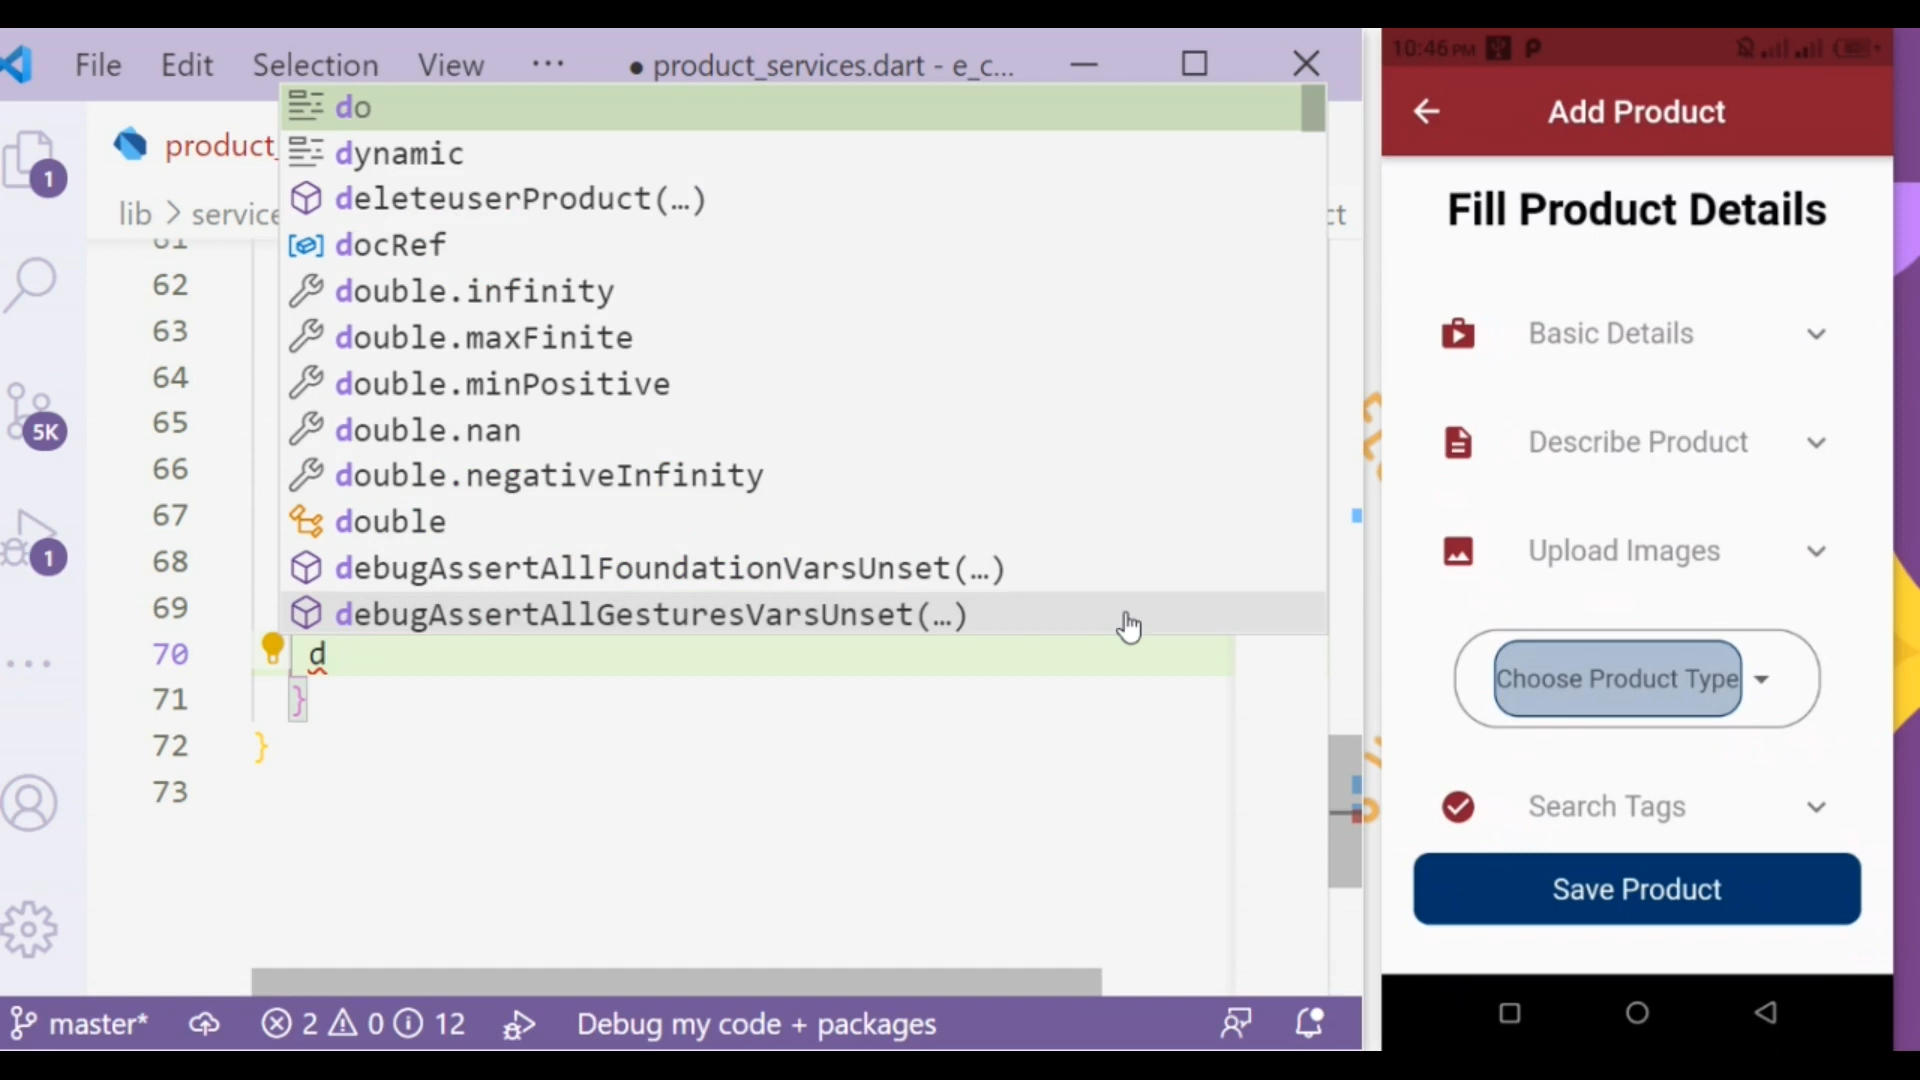 File Edit Selection View ··· ● product_services.dart - e_c...
product_
lib > service
ct
do
dynamic
deleteuserProduct(…)
docRef
double.infinity
double.maxFinite
double.minPositive
double.nan
double.negativeInfinity
double
debugAssertAllFoundationVarsUnset(…)
debugAssertAllGesturesVarsUnset(…)
61
62
63
64
65
66
67
68
69
70 d
71 }
72 }
73
1
5K
1
master* 2 0 12 Debug my code + packages
10:46 PM
Add Product
Fill Product Details
Basic Details
Describe Product
Upload Images
Choose Product Type
Search Tags
Save Product